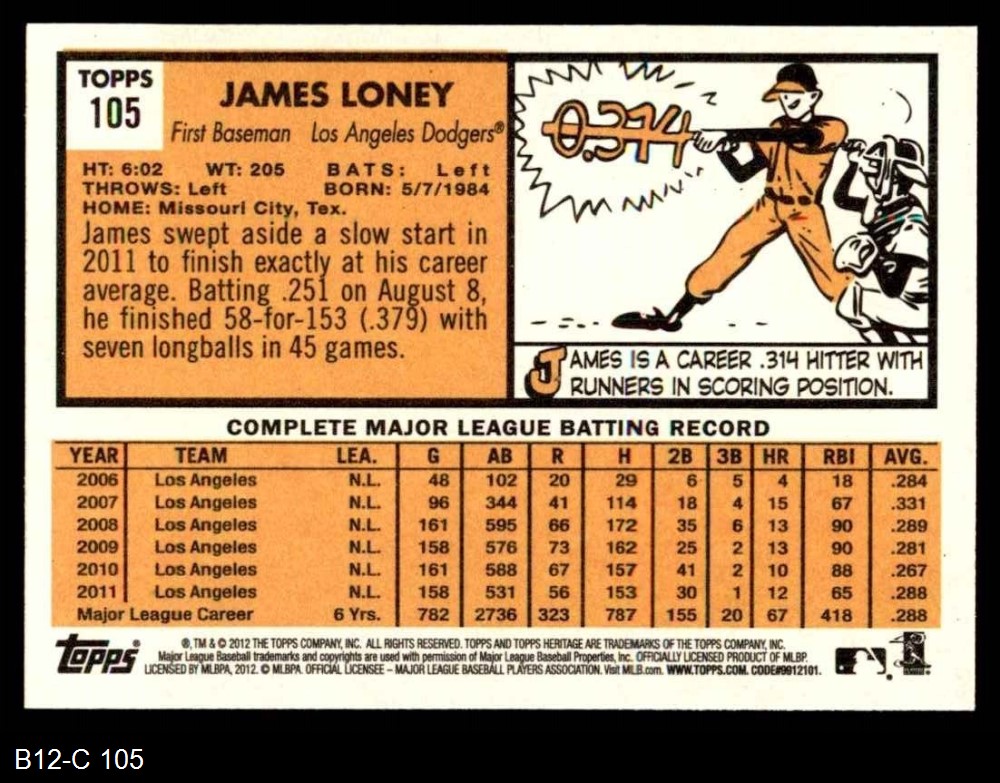 TOPPS
105
JAMES LONEY
First Baseman Los Angeles Dodgers®
HT: 6:02 WT: 205 BATS: Left
THROWS: Left BORN: 5/7/1984
HOME: Missouri City, Tex.
James swept aside a slow start in
2011 to finish exactly at his career
average. Batting .251 on August 8,
he finished 58-for-153 (.379) with
seven longballs in 45 games.
0.314
JAMES IS A CAREER .314 HITTER WITH
RUNNERS IN SCORING POSITION.
COMPLETE MAJOR LEAGUE BATTING RECORD
YEAR TEAM LEA. G AB R H 2B 3B HR RBI AVG.
2006 Los Angeles N.L. 48 102 20 29 6 5 4 18 .284
2007 Los Angeles N.L. 96 344 41 114 18 4 15 67 .331
2008 Los Angeles N.L. 161 595 66 172 35 6 13 90 .289
2009 Los Angeles N.L. 158 576 73 162 25 2 13 90 .281
2010 Los Angeles N.L. 161 588 67 157 41 2 10 88 .267
2011 Los Angeles N.L. 158 531 56 153 30 1 12 65 .288
Major League Career 6 Yrs. 782 2736 323 787 155 20 67 418 .288
Topps®
®, TM & © 2012 THE TOPPS COMPANY, INC. ALL RIGHTS RESERVED. TOPPS AND TOPPS HERITAGE ARE TRADEMARKS OF THE TOPPS COMPANY, INC.
Major League Baseball trademarks and copyrights are used with permission of Major League Baseball Properties, Inc. OFFICIALLY LICENSED PRODUCT OF MLBP.
LICENSED BY MLBPA, 2012. © MLBPA. OFFICIAL LICENSEE – MAJOR LEAGUE BASEBALL PLAYERS ASSOCIATION. Visit MLB.com. WWW.TOPPS.COM. CODE#9912101.
B12-C 105